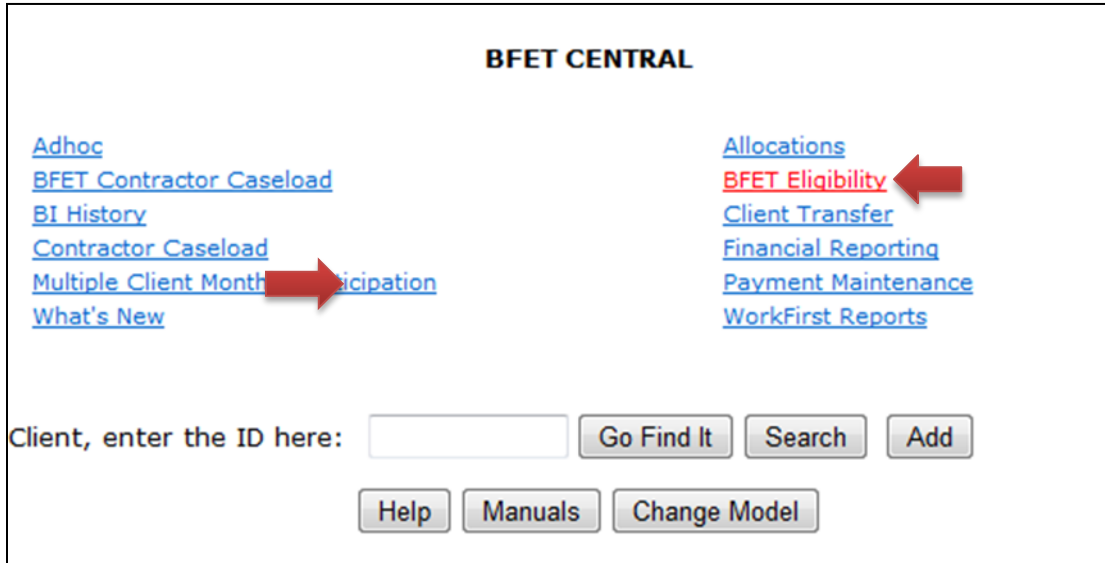 BFET CENTRAL
Adhoc
BFET Contractor Caseload
BI History
Contractor Caseload
Multiple Client Month
What's New
Allocations
BFET Eligibility
Client Transfer
Financial Reporting
Payment Maintenance
WorkFirst Reports
Client, enter the ID here: Go Find It Search Add
Help Manuals Change Model